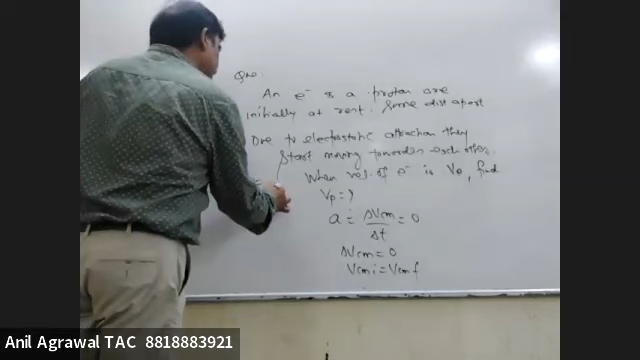 Que.
An e⁻ & a proton are
initially at rest. Some dist apart
Due to electrostatic attraction they
start moving towards each other.
When vel. of e⁻ is Ve, find
Vp = ?
a = ΔVcm / Δt = 0
ΔVcm = 0
Vcmi = Vcmf
Anil Agrawal TAC 8818883921